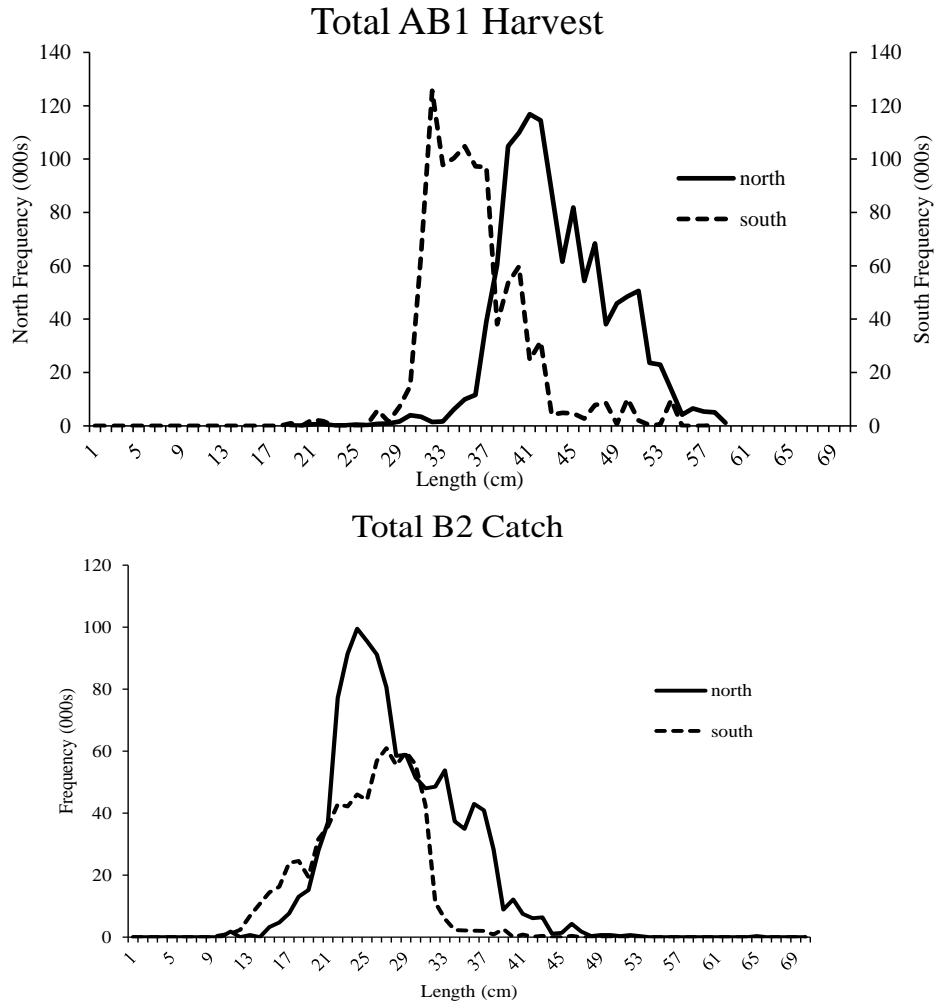 Total AB1 Harvest
140
120
100
80
60
40
20
0
North Frequency (000s)
140
120
100
80
60
40
20
0
South Frequency (000s)
north
south
1 5 9 13 17 21 25 29 33 37 41 45 49 53 57 61 65 69
Length (cm)
Total B2 Catch
120
100
80
60
40
20
0
Frequency (000s)
north
south
1 5 9 13 17 21 25 29 33 37 41 45 49 53 57 61 65 69
Length (cm)